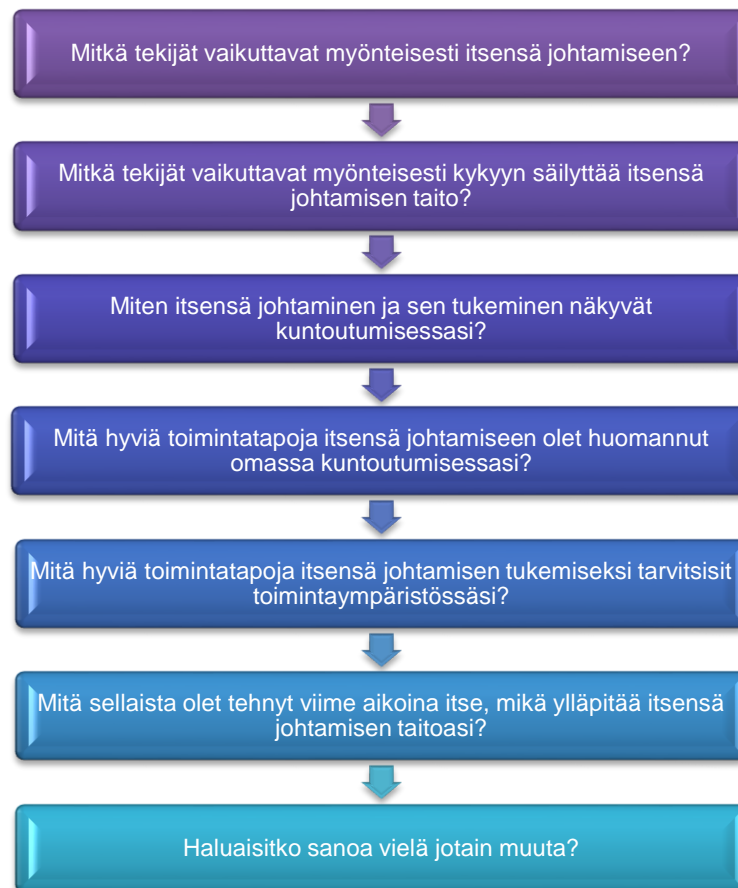 Mitkä tekijät vaikuttavat myönteisesti itsensä johtamiseen?
Mitkä tekijät vaikuttavat myönteisesti kykyyn säilyttää itsensä
johtamisen taito?
Miten itsensä johtaminen ja sen tukeminen näkyvät
kuntoutumisessasi?
Mitä hyviä toimintatapoja itsensä johtamiseen olet huomannut
omassa kuntoutumisessasi?
Mitä hyviä toimintatapoja itsensä johtamisen tukemiseksi tarvitsisit
toimintaympäristössäsi?
Mitä sellaista olet tehnyt viime aikoina itse, mikä ylläpitää itsensä
johtamisen taitoasi?
Haluaisitko sanoa vielä jotain muuta?